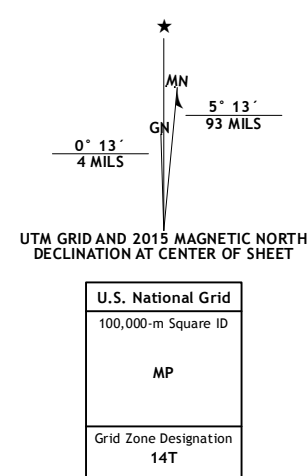 ★
MN
GN
5° 13´
93 MILS
0° 13´
4 MILS
UTM GRID AND 2015 MAGNETIC NORTH
DECLINATION AT CENTER OF SHEET
U.S. National Grid
100,000-m Square ID
MP
Grid Zone Designation
14T